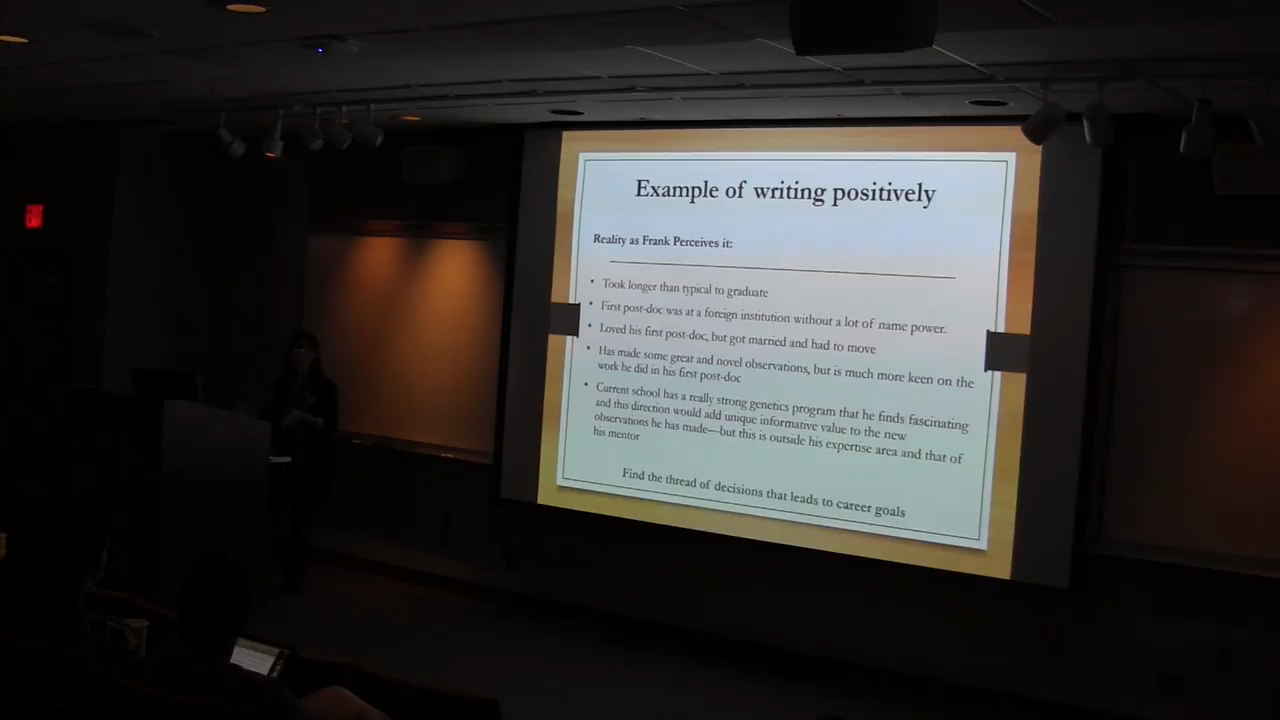 EXIT
Example of writing positively
Reality as Frank Perceives it:
• Took longer than typical to graduate
• First post-doc was at a foreign institution without a lot of name power.
• Loved his first post-doc, but got married and had to move
• Has made some great and novel observations, but is much more keen on the
work he did in his first post-doc
• Current school has a really strong genetics program that he finds fascinating
and this direction would add unique informative value to the new
observations he has made—but this is outside his expertise area and that of
his mentor
Find the thread of decisions that leads to career goals